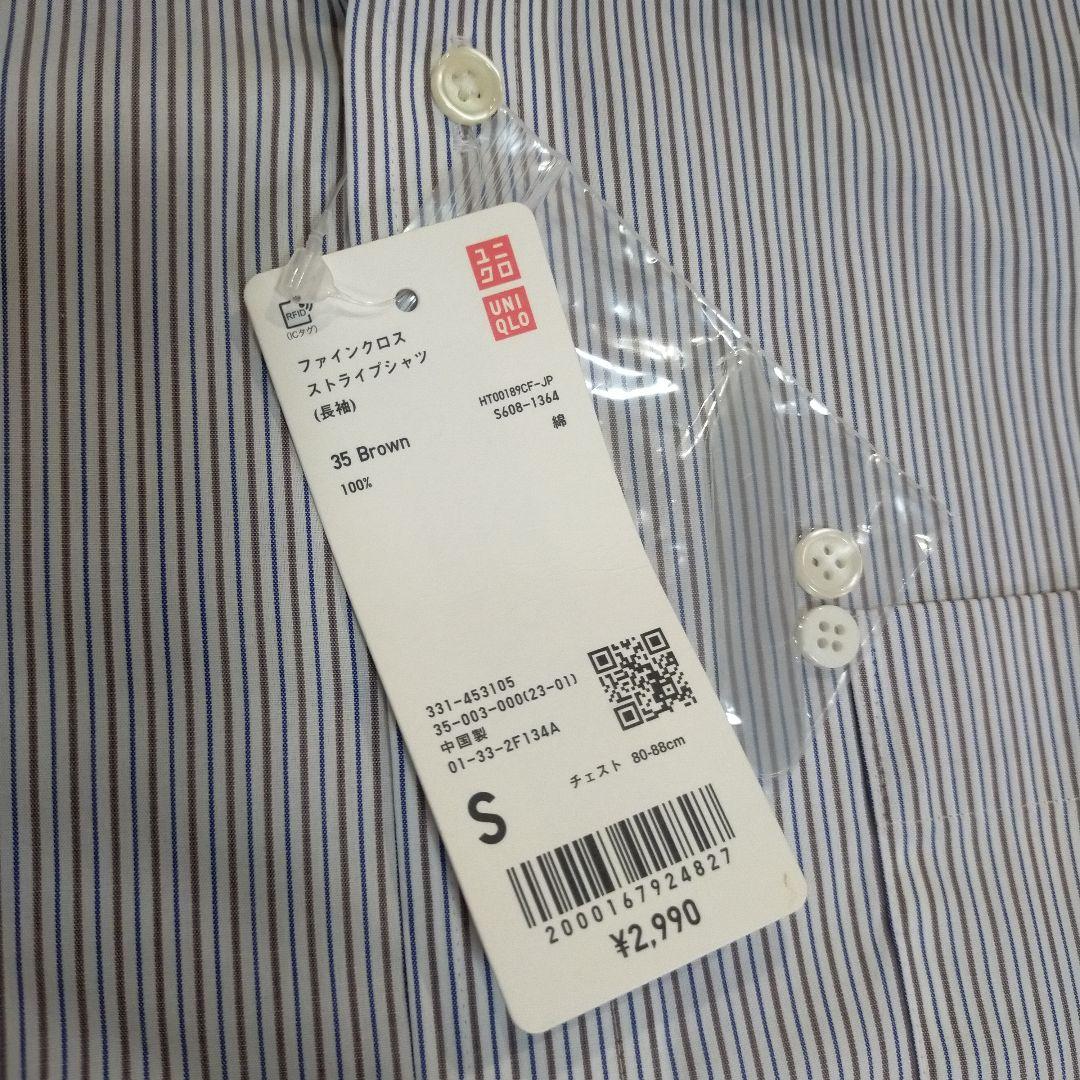 ユニ
クロ
UNI
QLO
RFID
(ICタグ)
ファインクロス
ストライプシャツ
(長袖)
HT00189CF-JP
S608-1364
綿
35 Brown
100%
331-453105
35-003-000(23-01)
中国製
01-33-2F134A
チェスト 80-88cm
S
2000167924827
¥2,990